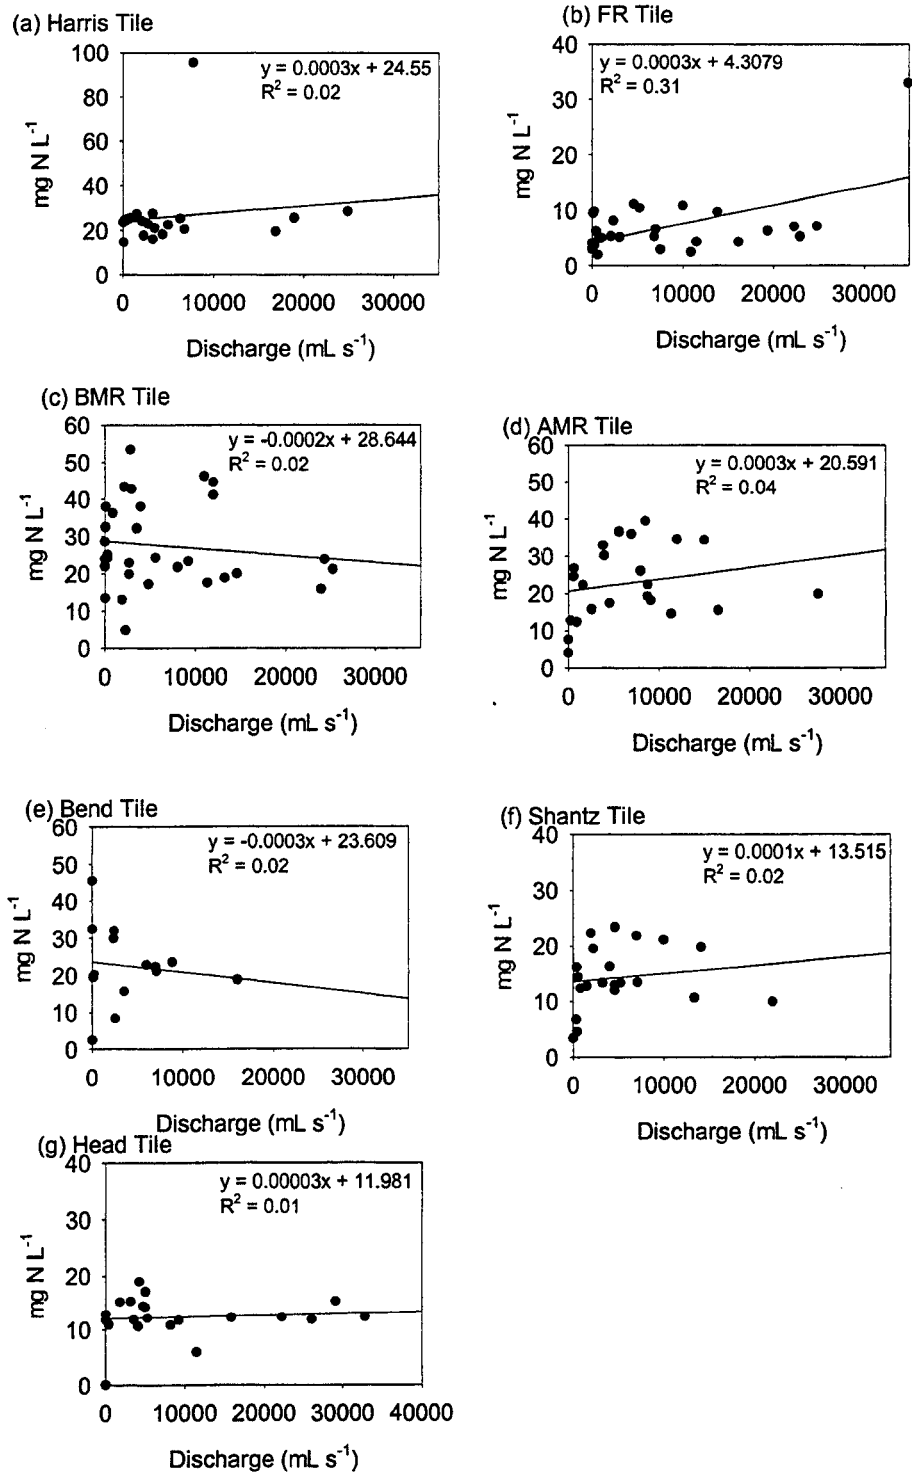 (a) Harris Tile
y = 0.0003x + 24.55
R² = 0.02
100
80
60
40
20
0
mg N L⁻¹
0 10000 20000 30000
Discharge (mL s⁻¹)
(b) FR Tile
y = 0.0003x + 4.3079
R² = 0.31
40
30
20
10
0
mg N L⁻¹
0 10000 20000 30000
Discharge (mL s⁻¹)
(c) BMR Tile
y = -0.0002x + 28.644
R² = 0.02
60
50
40
30
20
10
0
mg N L⁻¹
0 10000 20000 30000
Discharge (mL s⁻¹)
(d) AMR Tile
y = 0.0003x + 20.591
R² = 0.04
60
50
40
30
20
10
0
mg N L⁻¹
0 10000 20000 30000
Discharge (mL s⁻¹)
(e) Bend Tile
y = -0.0003x + 23.609
R² = 0.02
60
50
40
30
20
10
0
mg N L⁻¹
0 10000 20000 30000
Discharge (mL s⁻¹)
(f) Shantz Tile
y = 0.0001x + 13.515
R² = 0.02
40
30
20
10
0
mg N L⁻¹
0 10000 20000 30000
Discharge (mL s⁻¹)
(g) Head Tile
y = 0.00003x + 11.981
R² = 0.01
40
30
20
10
0
mg N L⁻¹
0 10000 20000 30000 40000
Discharge (mL s⁻¹)